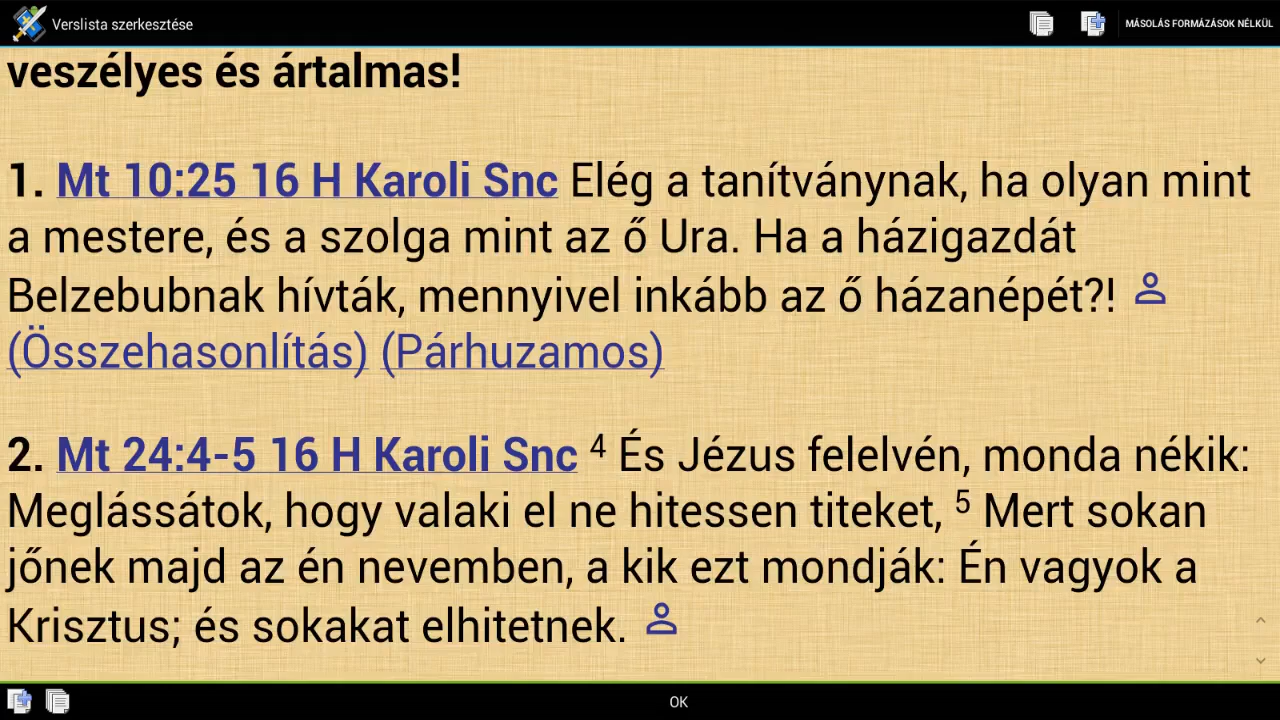 Verslista szerkesztése
MÁSOLÁS FORMÁZÁSOK NÉLKÜL
veszélyes és ártalmas!
1. Mt 10:25 16 H Karoli Snc Elég a tanítványnak, ha olyan mint
a mestere, és a szolga mint az ő Ura. Ha a házigazdát
Belzebubnak hívták, mennyivel inkább az ő házanépét?!
(Összehasonlítás) (Párhuzamos)
2. Mt 24:4-5 16 H Karoli Snc 4 És Jézus felelvén, monda nékik:
Meglássátok, hogy valaki el ne hitessen titeket, 5 Mert sokan
jőnek majd az én nevemben, a kik ezt mondják: Én vagyok a
Krisztus; és sokakat elhitetnek.
OK